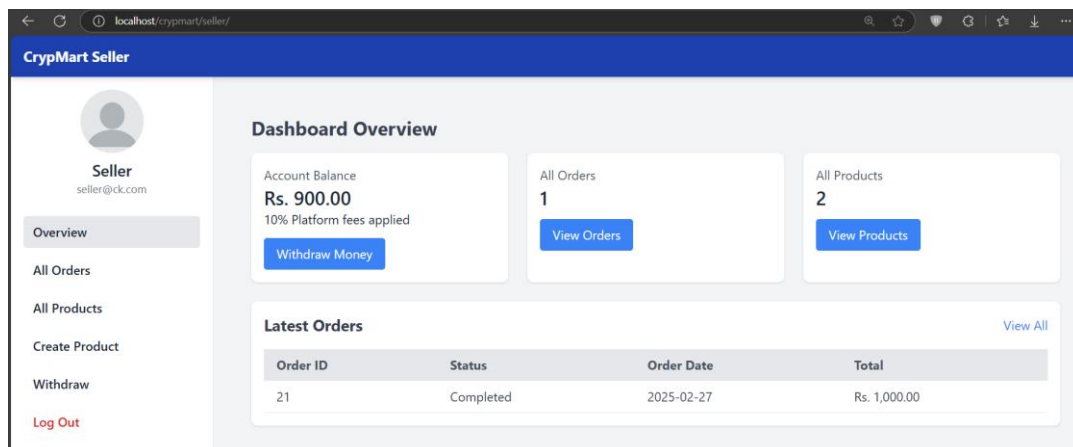 localhost/crypmart/seller/
CrypMart Seller
Seller
seller@ck.com
Overview
All Orders
All Products
Create Product
Withdraw
Log Out
Dashboard Overview
Account Balance
Rs. 900.00
10% Platform fees applied
Withdraw Money
All Orders
1
View Orders
All Products
2
View Products
Latest Orders
View All
Order ID Status Order Date Total
21 Completed 2025-02-27 Rs. 1,000.00